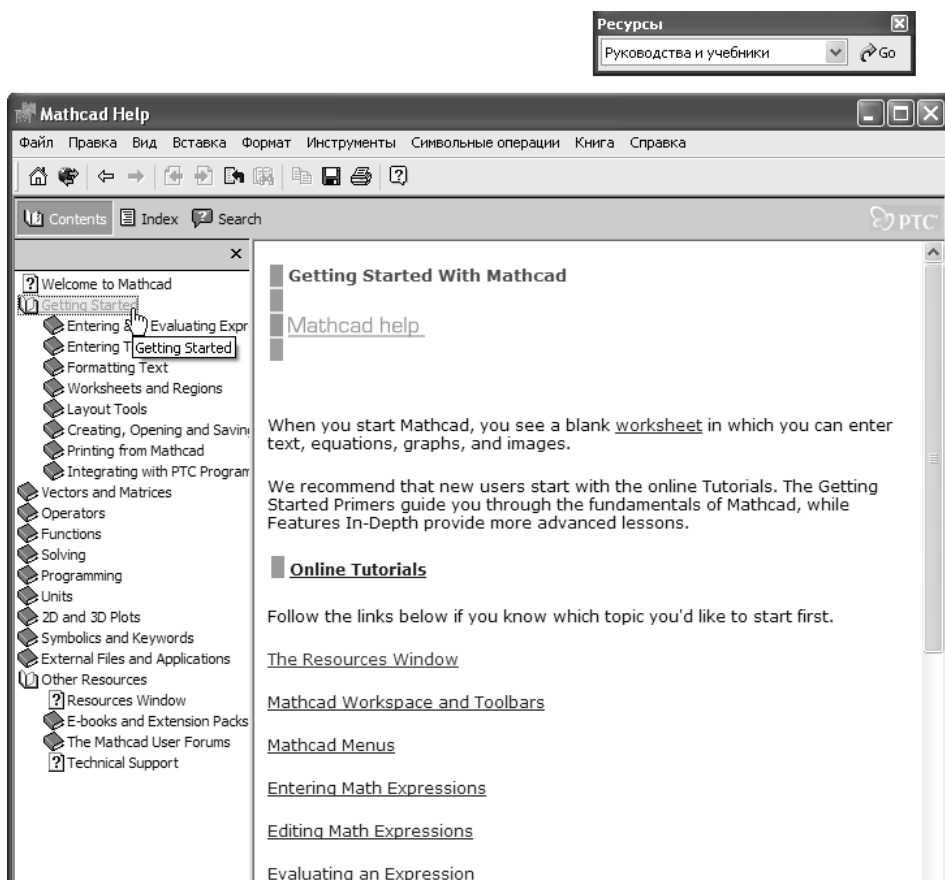 Ресурсы
Руководства и учебники
Go
Mathcad Help
Файл Правка Вид Вставка Формат Инструменты Символьные операции Книга Справка
Contents Index Search
PTC
Welcome to Mathcad
Getting Started
Entering & Evaluating Expr
Entering T
Getting Started
Formatting Text
Worksheets and Regions
Layout Tools
Creating, Opening and Saving
Printing from Mathcad
Integrating with PTC Program
Vectors and Matrices
Operators
Functions
Solving
Programming
Units
2D and 3D Plots
Symbolics and Keywords
External Files and Applications
Other Resources
Resources Window
E-books and Extension Packs
The Mathcad User Forums
Technical Support
Getting Started With Mathcad
Mathcad help
When you start Mathcad, you see a blank worksheet in which you can enter
text, equations, graphs, and images.
We recommend that new users start with the online Tutorials. The Getting
Started Primers guide you through the fundamentals of Mathcad, while
Features In-Depth provide more advanced lessons.
Online Tutorials
Follow the links below if you know which topic you'd like to start first.
The Resources Window
Mathcad Workspace and Toolbars
Mathcad Menus
Entering Math Expressions
Editing Math Expressions
Evaluating an Expression